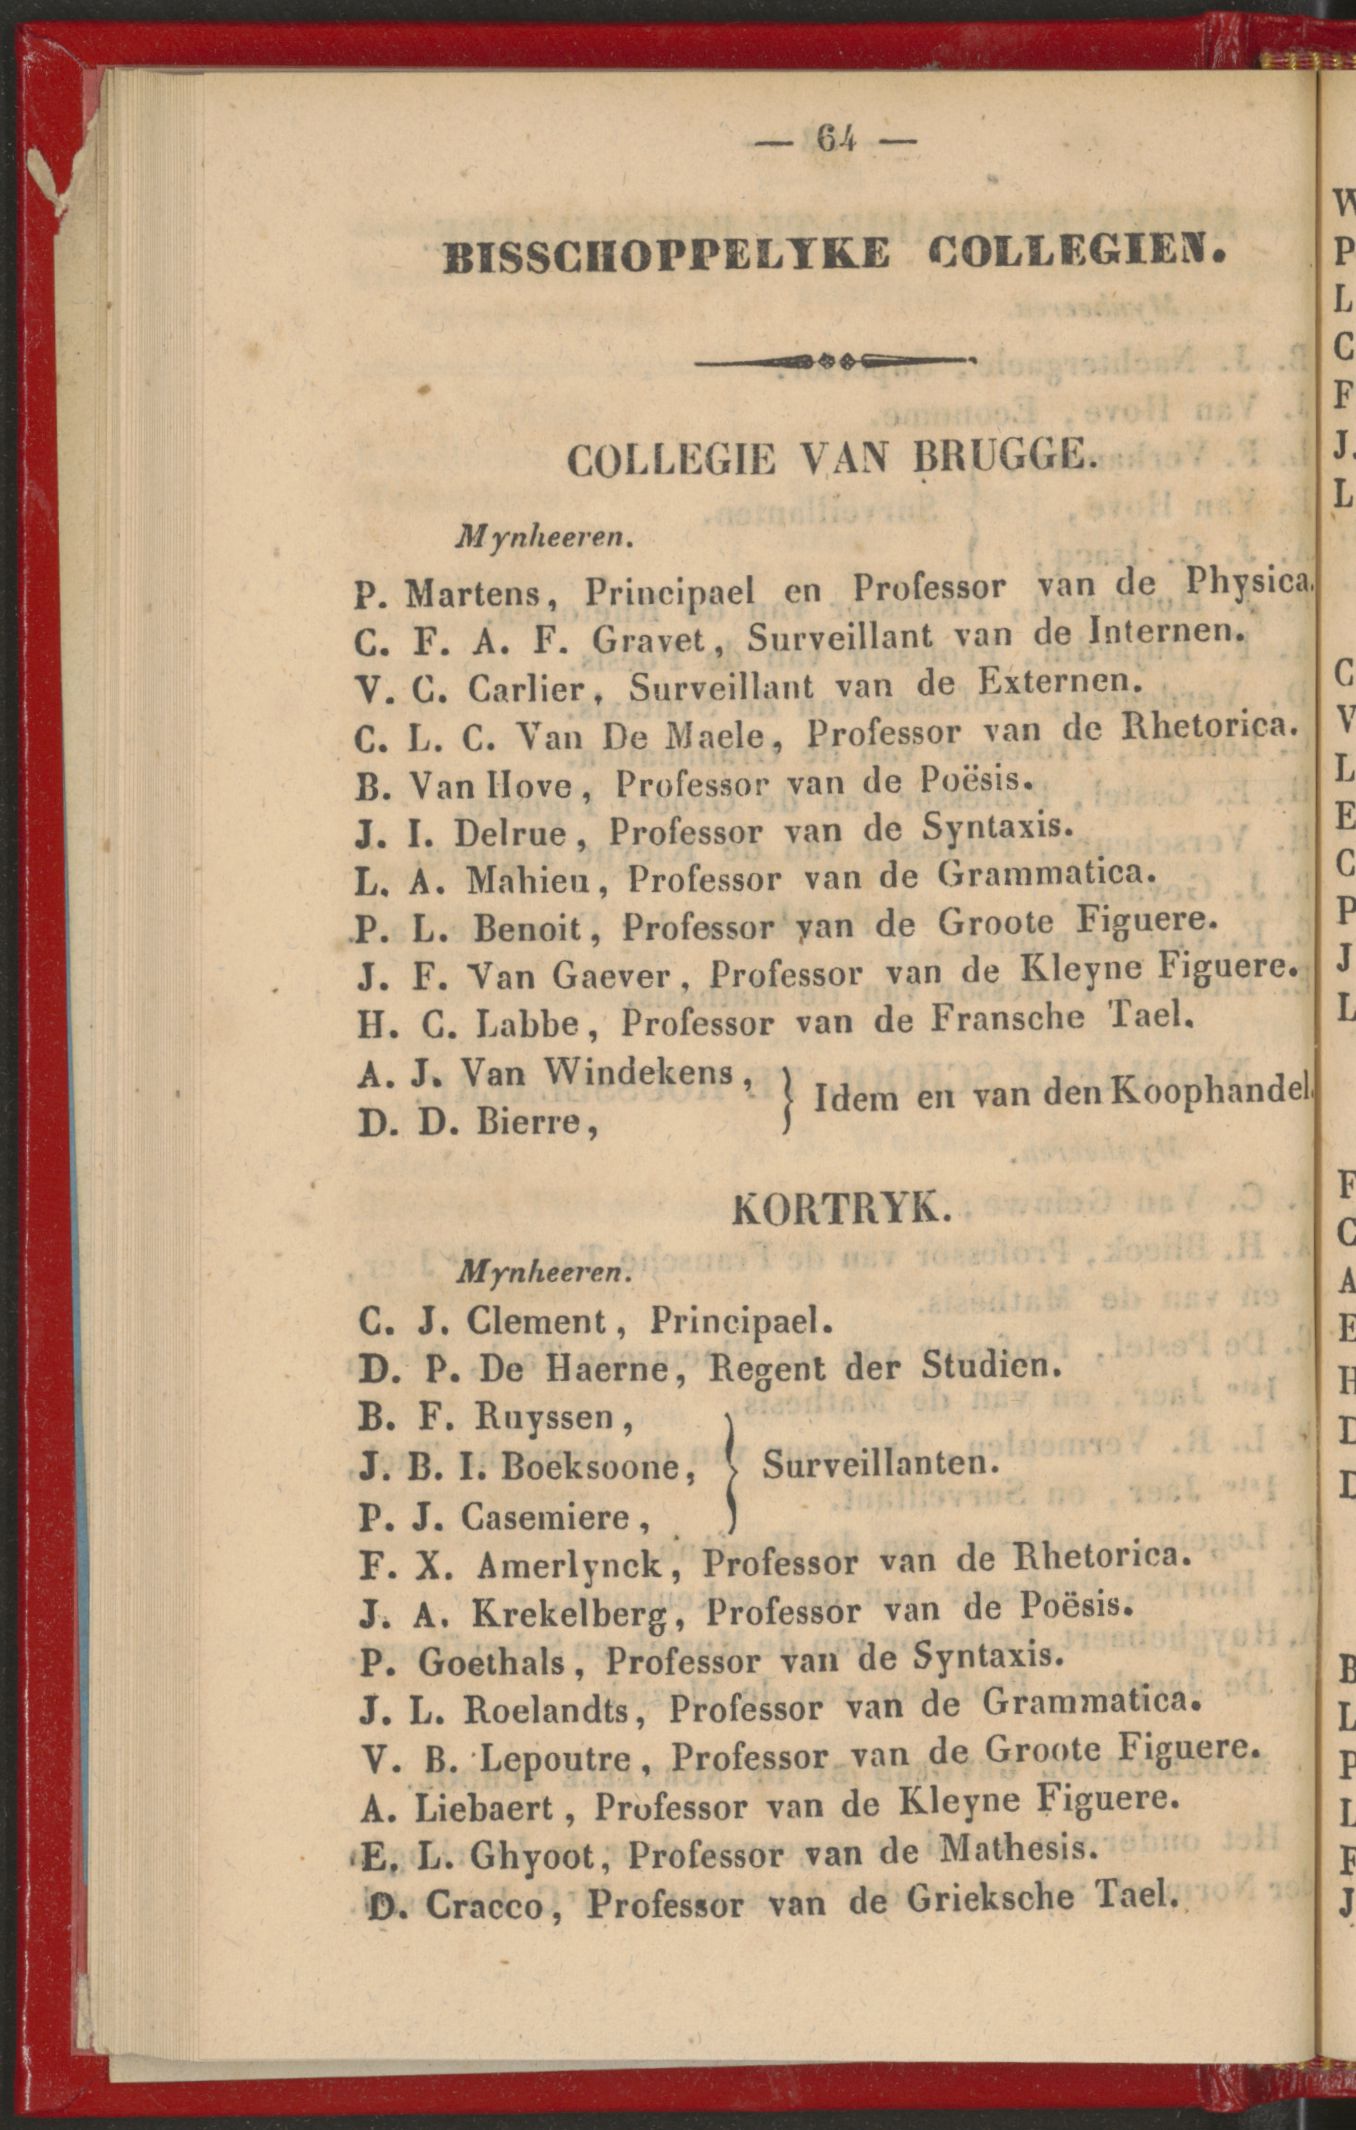 — 64 —
BISSCHOPPELYKE COLLEGIEN.
COLLEGIE VAN BRUGGE.
Mynheeren.
P. Martens, Principael en Professor van de Physica.
C. F. A. F. Gravet, Surveillant van de Internen.
V. C. Carlier, Surveillant van de Externen.
C. L. C. Van De Maele, Professor van de Rhetorica.
B. Van Hove, Professor van de Poësis.
J. I. Delrue, Professor van de Syntaxis.
L. A. Mahieu, Professor van de Grammatica.
P. L. Benoit, Professor van de Groote Figuere.
J. F. Van Gaever, Professor van de Kleyne Figuere.
H. C. Labbe, Professor van de Fransche Tael.
A. J. Van Windekens,
D. D. Bierre,
} Idem en van den Koophandel.
KORTRYK.
Mynheeren.
C. J. Clement, Principael.
D. P. De Haerne, Regent der Studien.
B. F. Ruyssen,
J. B. I. Boeksoone, } Surveillanten.
P. J. Casemiere,
F. X. Amerlynck, Professor van de Rhetorica.
J. A. Krekelberg, Professor van de Poësis.
P. Goethals, Professor van de Syntaxis.
J. L. Roelandts, Professor van de Grammatica.
V. B. Lepoutre, Professor van de Groote Figuere.
A. Liebaert, Professor van de Kleyne Figuere.
E. L. Ghyoot, Professor van de Mathesis.
D. Cracco, Professor van de Grieksche Tael.